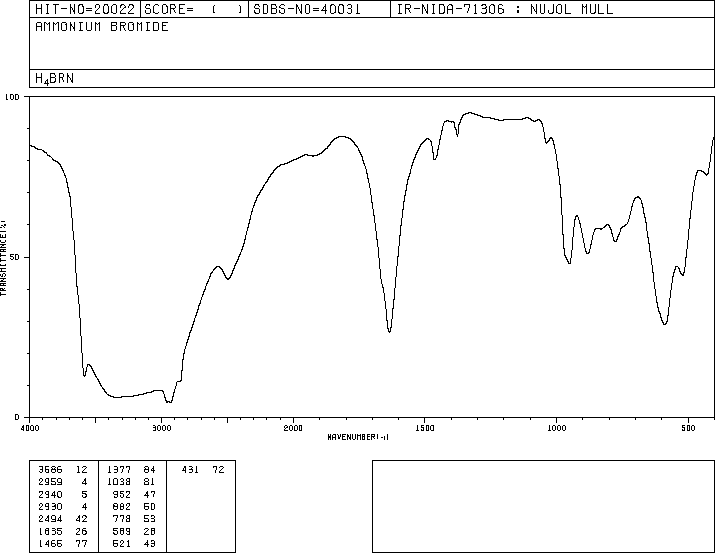 HIT-NO=20022 SCORE= ( ) SDBS-NO=40031 IR-NIDA-71306 : NUJOL MULL
AMMONIUM BROMIDE
H4BRN
100
TRANSMITTANCE(%)
50
0
4000 3000 2000 1500 1000 500
WAVENUMBER(-1)
3586 12 1377 84 431 72
2959 4 1038 81
2940 5 952 47
2930 4 882 50
2494 42 778 53
1635 26 589 28
1465 77 521 43